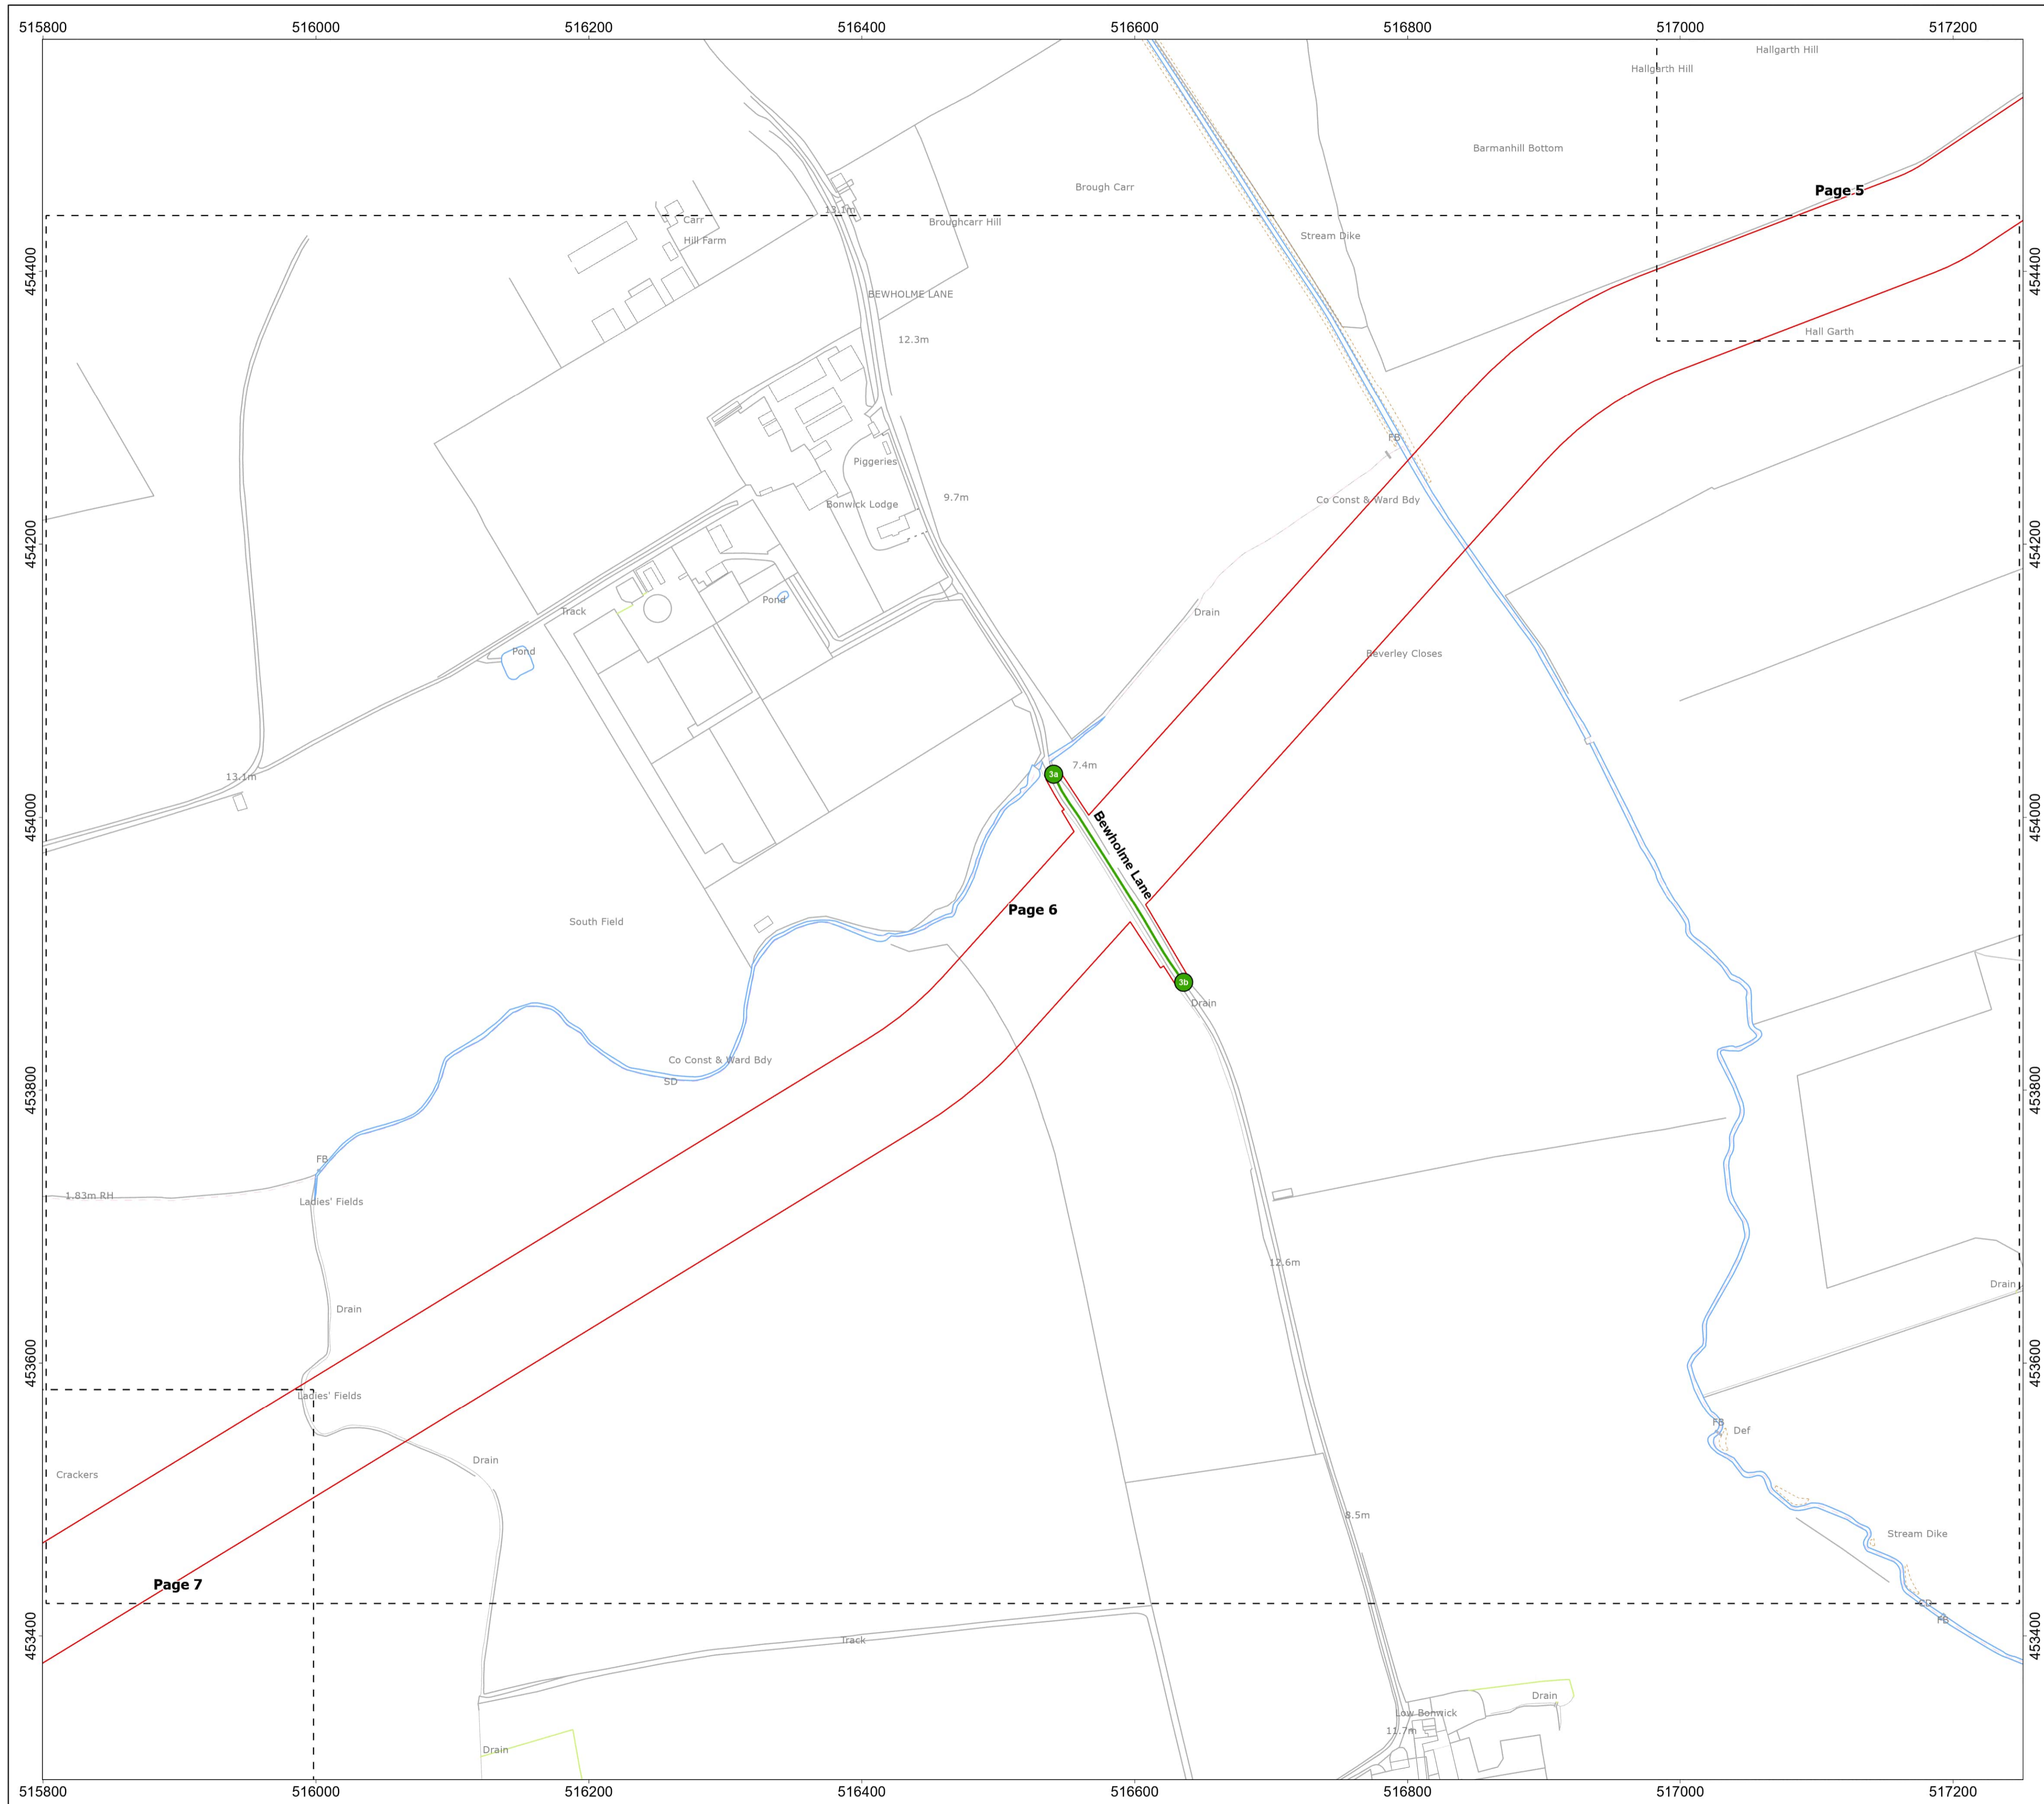 515800 516000 516200 516400 516600 516800 517000 517200
Hallgarth Hill
Hallgarth Hill
Barmanhill Bottom
Brough Carr
Page 5
13.1m
Carr
Hill Farm
Broughcarr Hill
Stream Dike
454400
454400
BEWHOLME LANE
12.3m
Hall Garth
FB
Piggeries
9.7m
Bonwick Lodge
Co Const & Ward Bdy
454200
454200
Pond
Track
Drain
Pond
Beverley Closes
7.4m
3a
13.1m
454000
454000
Bewholme Lane
Page 6
South Field
3b
Drain
Co Const & Ward Bdy
SD
453800
453800
FB
1.83m RH
Ladies' Fields
12.6m
Drain
Drain
453600
453600
Ladies' Fields
FB
Def
Drain
Crackers
8.5m
Stream Dike
Page 7
CD
FB
453400
453400
Track
Drain
Low Bonwick
11.7m
Drain
515800 516000 516200 516400 516600 516800 517000 517200